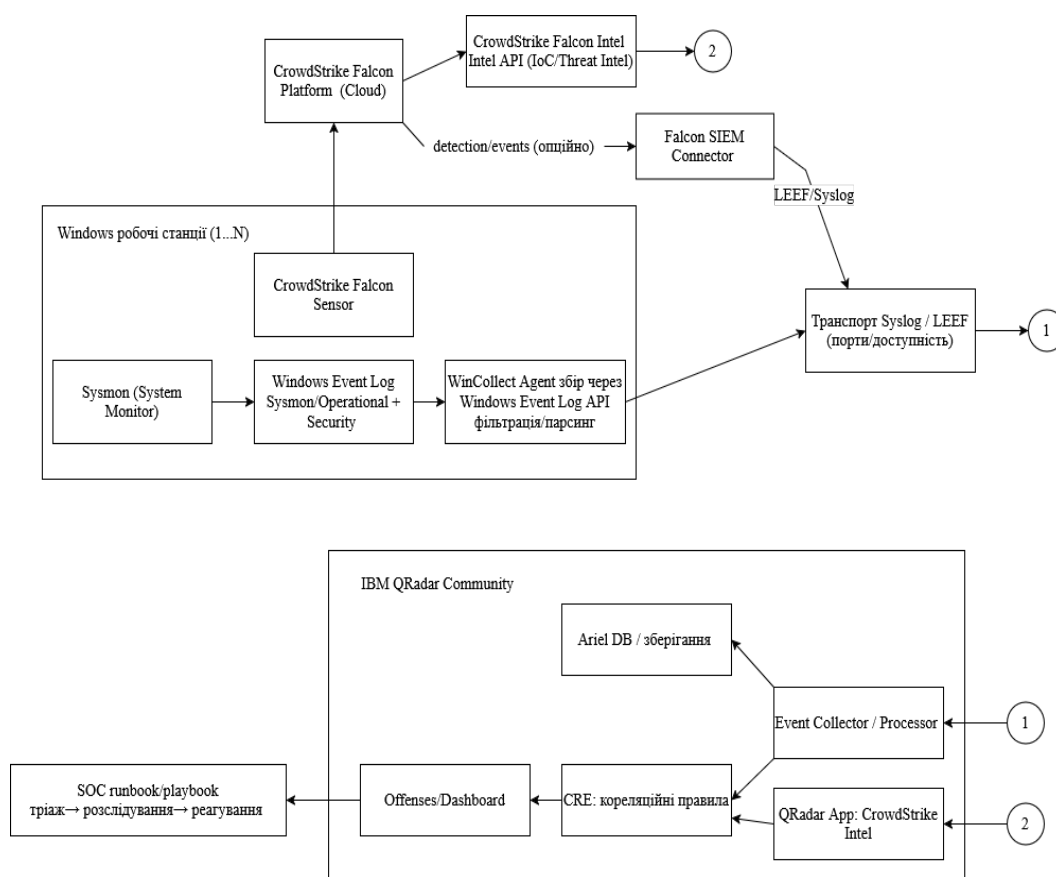 CrowdStrike Falcon Intel
Intel API (IoC/Threat Intel)
2
CrowdStrike Falcon
Platform (Cloud)
detection/events (опційно)
Falcon SIEM
Connector
LEEF/Syslog
Windows робочі станції (1...N)
CrowdStrike Falcon
Sensor
Транспорт Syslog / LEEF
(порти/доступність)
1
Sysmon (System
Monitor)
Windows Event Log
Sysmon/Operational +
Security
WinCollect Agent збір через
Windows Event Log API
фільтрація/парсинг
IBM QRadar Community
Ariel DB / зберігання
Event Collector / Processor
1
SOC runbook/playbook
тріаж→ розслідування→ реагування
Offenses/Dashboard
CRE: кореляційні правила
QRadar App: CrowdStrike
Intel
2